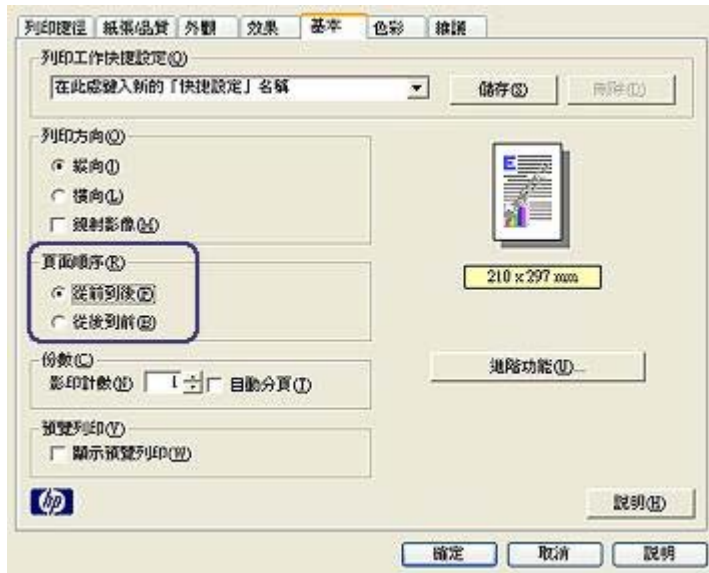 列印捷徑 紙張/品質 外觀 效果 基本 色彩 維護
列印工作快捷設定(Q)
在此處鍵入新的「快捷設定」名稱 儲存(S) 刪除(D)
列印方向(O)
縱向(I)
橫向(L)
鏡射影像(M)
E
頁面順序(R)
從前到後(F)
從後到前(B)
210 x 297 mm
份數(C)
影印計數(N) 1 自動分頁(T)
進階功能(U)...
預覽列印(V)
顯示預覽列印(W)
hp
說明(H)
確定 取消 説明